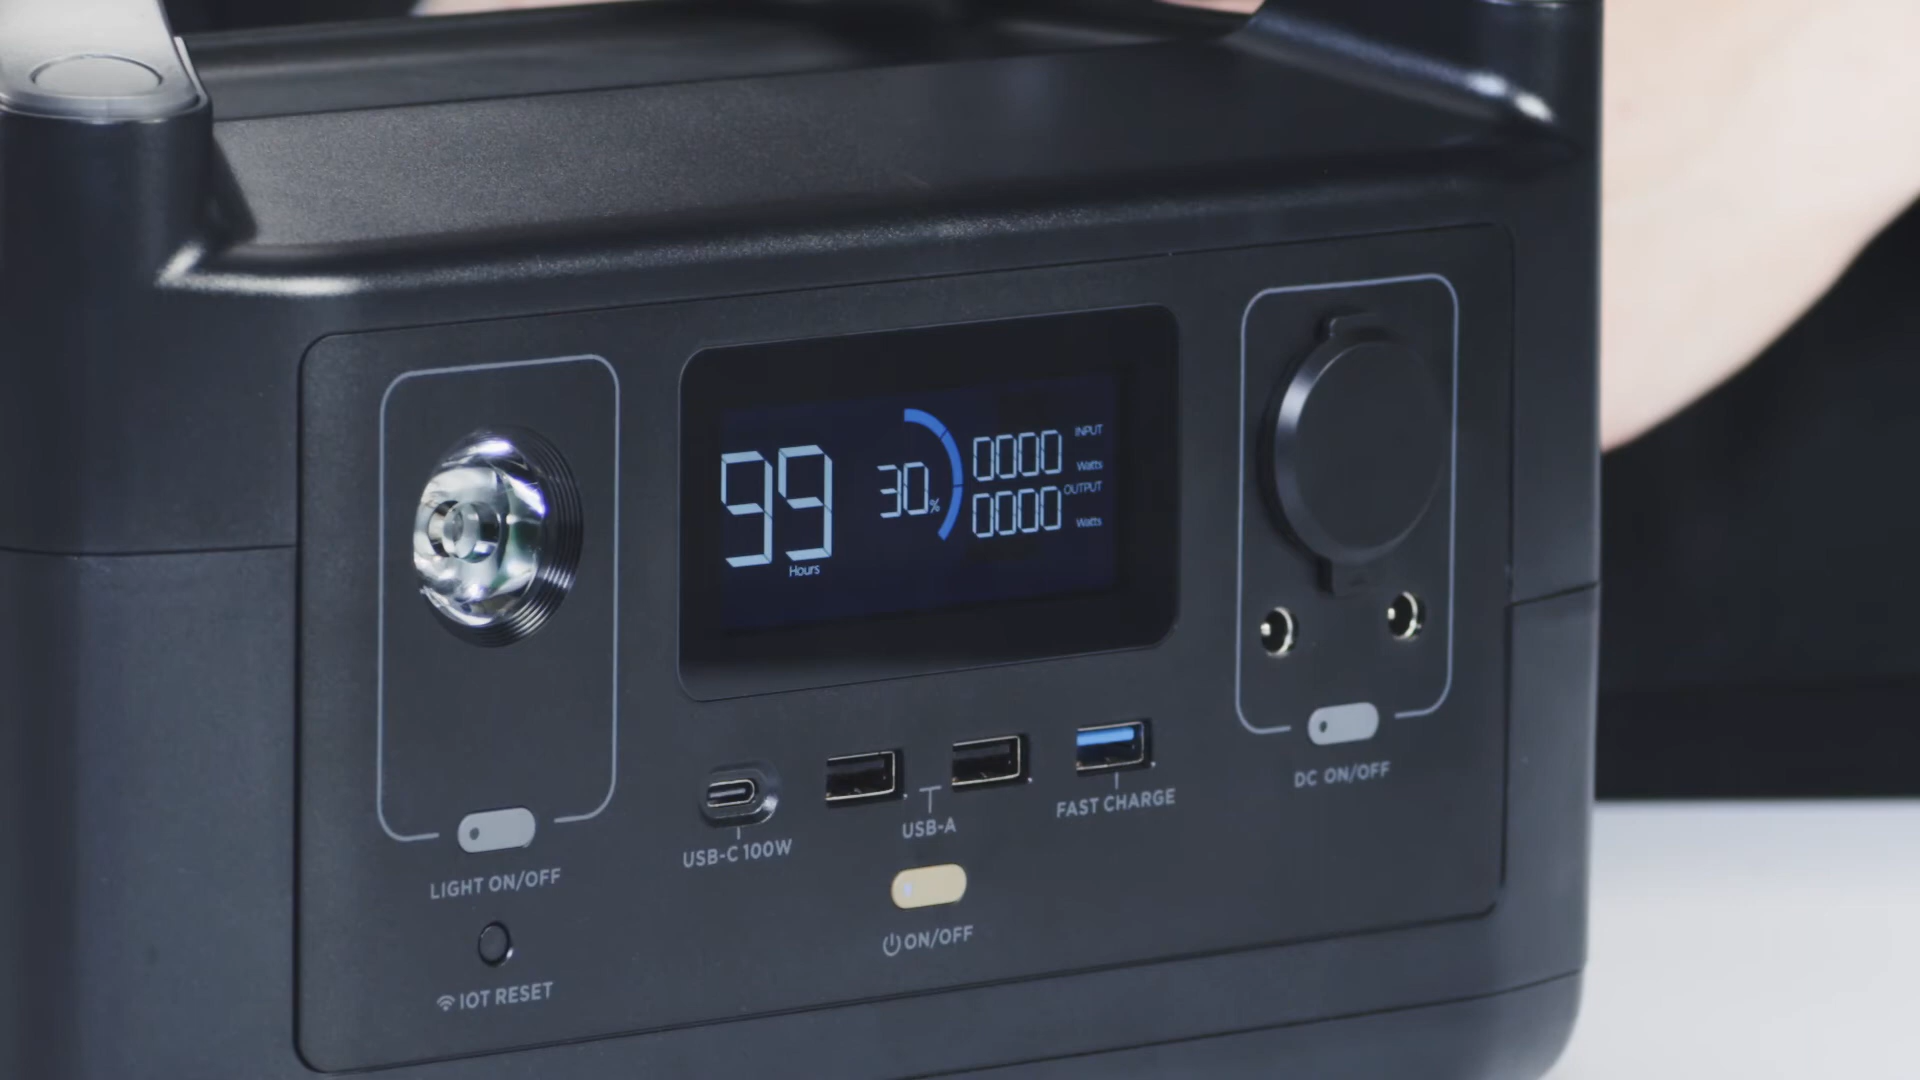 99
Hours
30%
0000
INPUT
Watts
0000
OUTPUT
Watts
USB-C 100W
USB-A
FAST CHARGE
DC ON/OFF
LIGHT ON/OFF
ON/OFF
IOT RESET